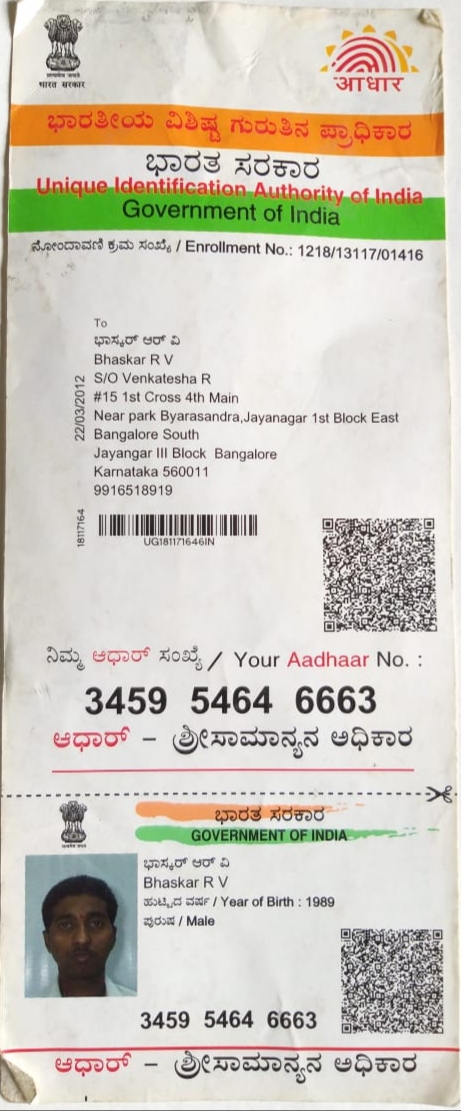 भारत सरकार
आधार
ಭಾರತೀಯ ವಿಶಿಷ್ಟ ಗುರುತಿನ ಪ್ರಾಧಿಕಾರ
ಭಾರತ ಸರಕಾರ
Unique Identification Authority of India
Government of India
ನೋಂದಾವಣಿ ಕ್ರಮ ಸಂಖ್ಯೆ / Enrollment No.: 1218/13117/01416
To
ಭಾಸ್ಕರ್ ಆರ್ ವಿ
Bhaskar R V
S/O Venkatesha R
#15 1st Cross 4th Main
Near park Byarasandra,Jayanagar 1st Block East
Bangalore South
Jayangar III Block Bangalore
Karnataka 560011
9916518919
22/03/2012
18117164
UG181171646IN
ನಿಮ್ಮ ಆಧಾರ್ ಸಂಖ್ಯೆ / Your Aadhaar No. :
3459 5464 6663
ಆಧಾರ್ – ಶ್ರೀಸಾಮಾನ್ಯನ ಅಧಿಕಾರ
ಭಾರತ ಸರಕಾರ
GOVERNMENT OF INDIA
ಭಾಸ್ಕರ್ ಆರ್ ವಿ
Bhaskar R V
ಹುಟ್ಟಿದ ವರ್ಷ / Year of Birth : 1989
ಪುರುಷ / Male
3459 5464 6663
ಆಧಾರ್ – ಶ್ರೀಸಾಮಾನ್ಯನ ಅಧಿಕಾರ